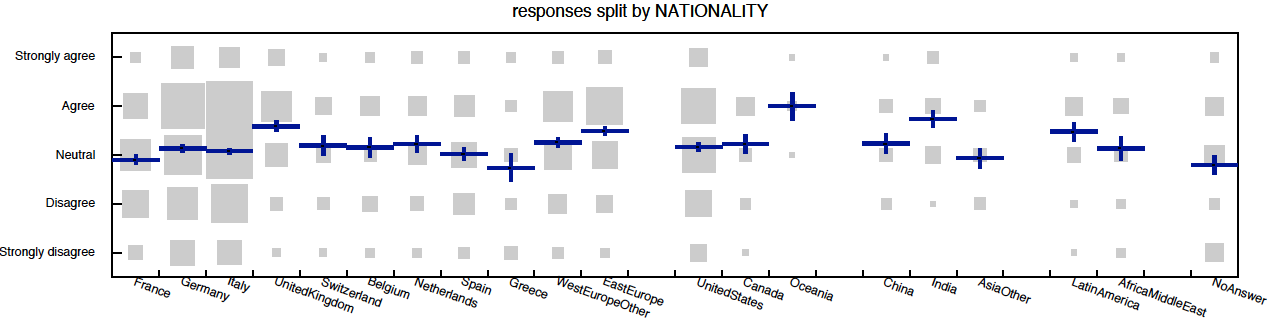 responses split by NATIONALITY
Strongly agree
Agree
Neutral
Disagree
Strongly disagree
France
Germany
Italy
UnitedKingdom
Switzerland
Belgium
Netherlands
Spain
Greece
WestEuropeOther
EastEurope
UnitedStates
Canada
Oceania
China
India
AsiaOther
LatinAmerica
AfricaMiddleEast
NoAnswer